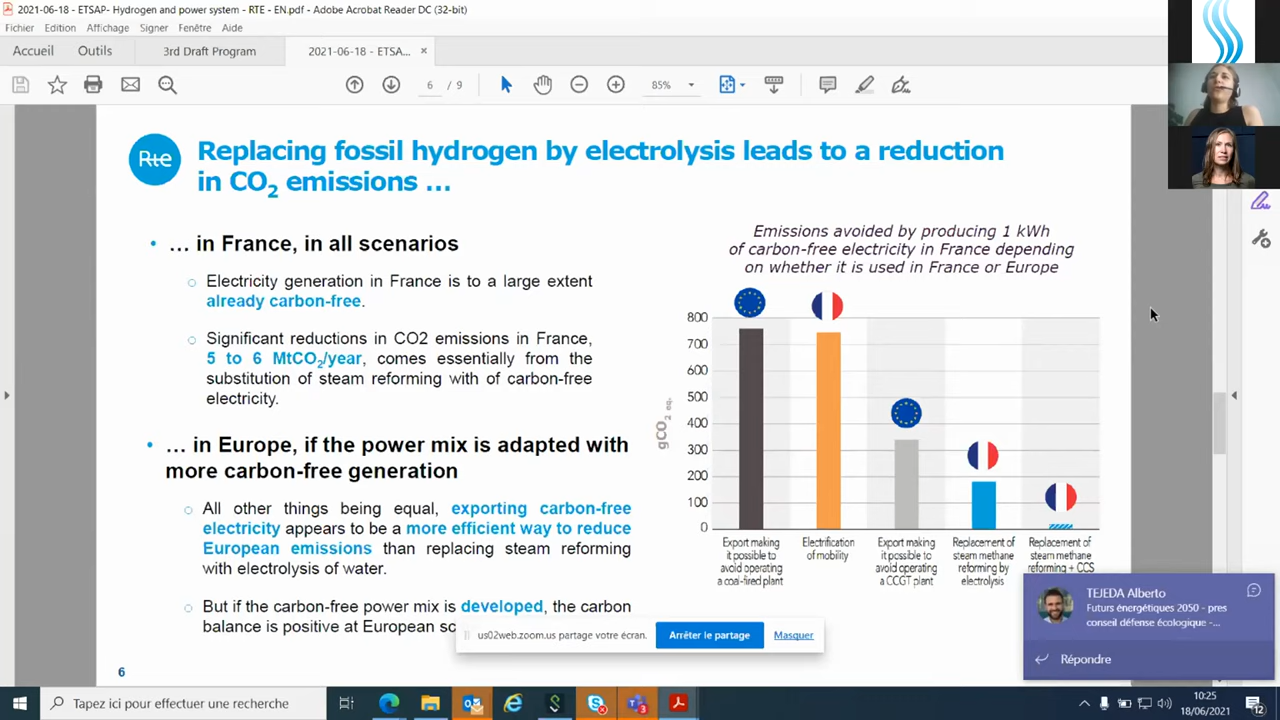 2021-06-18 - ETSAP- Hydrogen and power system - RTE - EN.pdf - Adobe Acrobat Reader DC (32-bit)
Fichier Edition Affichage Signer Fenêtre Aide
Accueil Outils 3rd Draft Program 2021-06-18 - ETSA... ×
6 / 9 85%
Rte
Replacing fossil hydrogen by electrolysis leads to a reduction
in CO2 emissions …
• … in France, in all scenarios
Electricity generation in France is to a large extent
already carbon-free.
Significant reductions in CO2 emissions in France,
5 to 6 MtCO2/year, comes essentially from the
substitution of steam reforming with of carbon-free
electricity.
• … in Europe, if the power mix is adapted with
more carbon-free generation
All other things being equal, exporting carbon-free
electricity appears to be a more efficient way to reduce
European emissions than replacing steam reforming
with electrolysis of water.
But if the carbon-free power mix is developed, the carbon
balance is positive at European sc
6
Emissions avoided by producing 1 kWh
of carbon-free electricity in France depending
on whether it is used in France or Europe
800
700
600
500
400
300
200
100
0
gCO2 eq.
Export making
it possible to
avoid operating
a coal-fired plant
Electrification
of mobility
Export making
it possible to
avoid operating
a CCGT plant
Replacement of
steam methane
reforming by
electrolysis
Replacement of
steam methane
reforming + CCS
us02web.zoom.us partage votre écran. Arrêter le partage Masquer
TEJEDA Alberto
Futurs énergétiques 2050 - pres
conseil défense écologique -...
Répondre
Tapez ici pour effectuer une recherche
10:25
18/06/2021
12